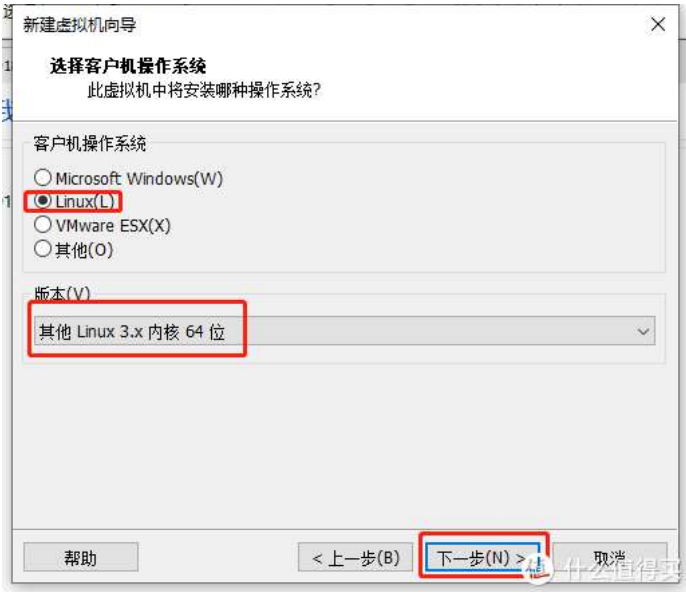 新建虚拟机向导
选择客户机操作系统
此虚拟机中将安装哪种操作系统?
客户机操作系统
Microsoft Windows(W)
Linux(L)
VMware ESX(X)
其他(O)
版本(V)
其他 Linux 3.x 内核 64 位
帮助
< 上一步(B)
下一步(N) >
取消
值 什么值得买